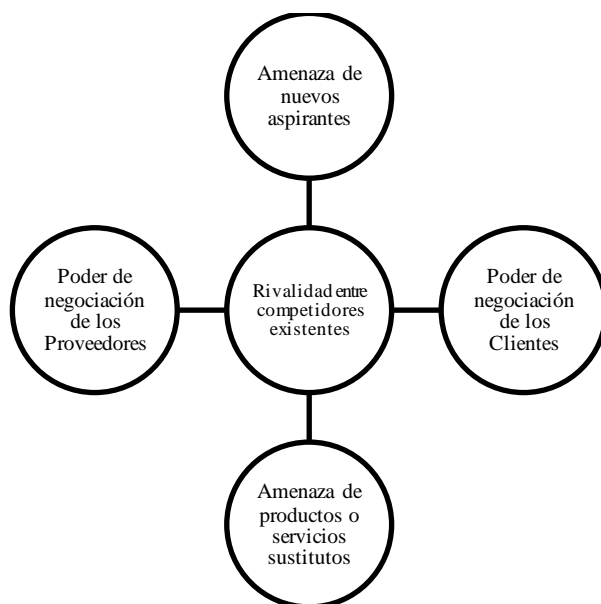 Amenaza de
nuevos
aspirantes
Poder de
negociación
de los
Proveedores
Rivalidad entre
competidores
existentes
Poder de
negociación
de los
Clientes
Amenaza de
productos o
servicios
sustitutos